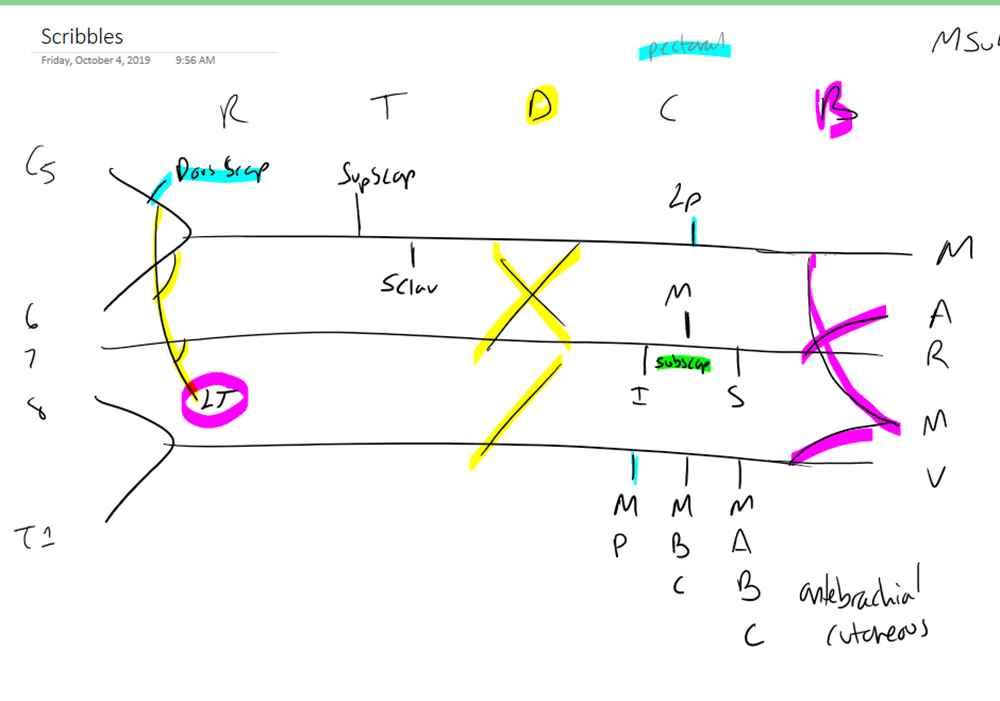 Scribbles
Friday, October 4, 2019 9:56 AM
pectoral
MSub
R T D C B
C5
Dors Scap
SupScap
LP
M
Sclav
M
6
A
7
R
subscap
I S
8
LT
M
V
M M M
T1
P B A
C B antebrachial
C cutaneous